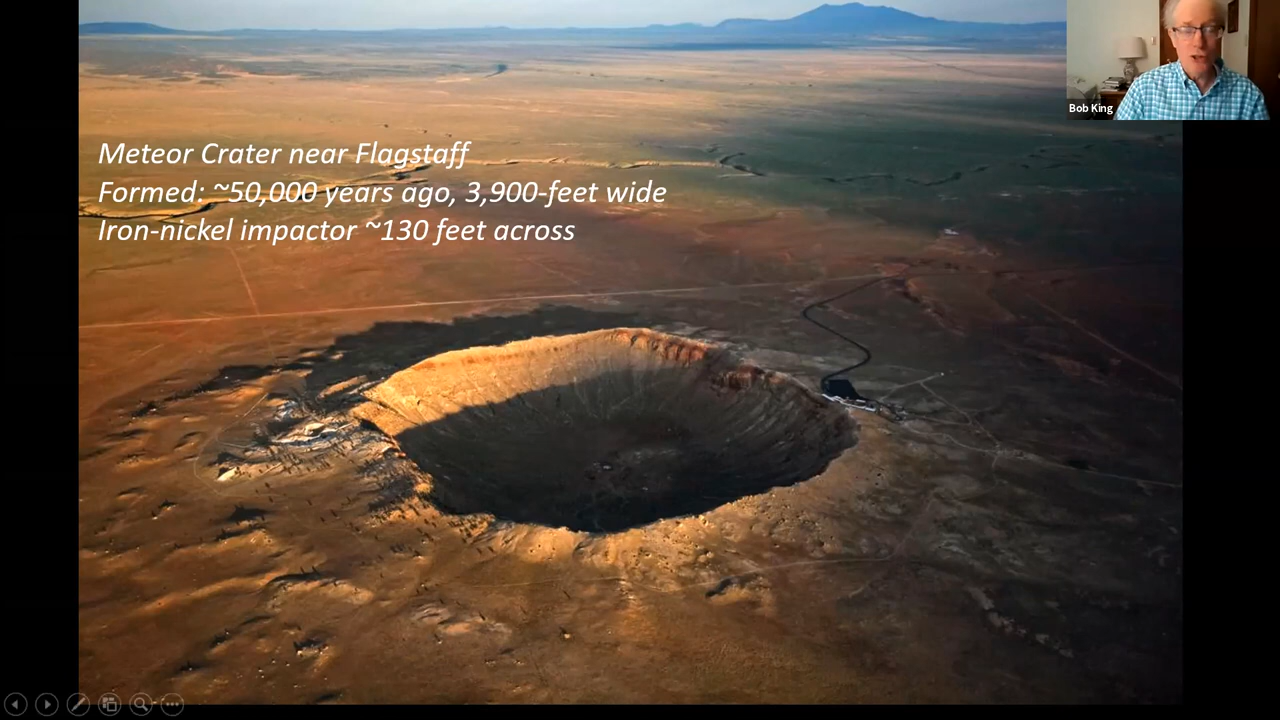 Meteor Crater near Flagstaff
Formed: ~50,000 years ago, 3,900-feet wide
Iron-nickel impactor ~130 feet across
Bob King